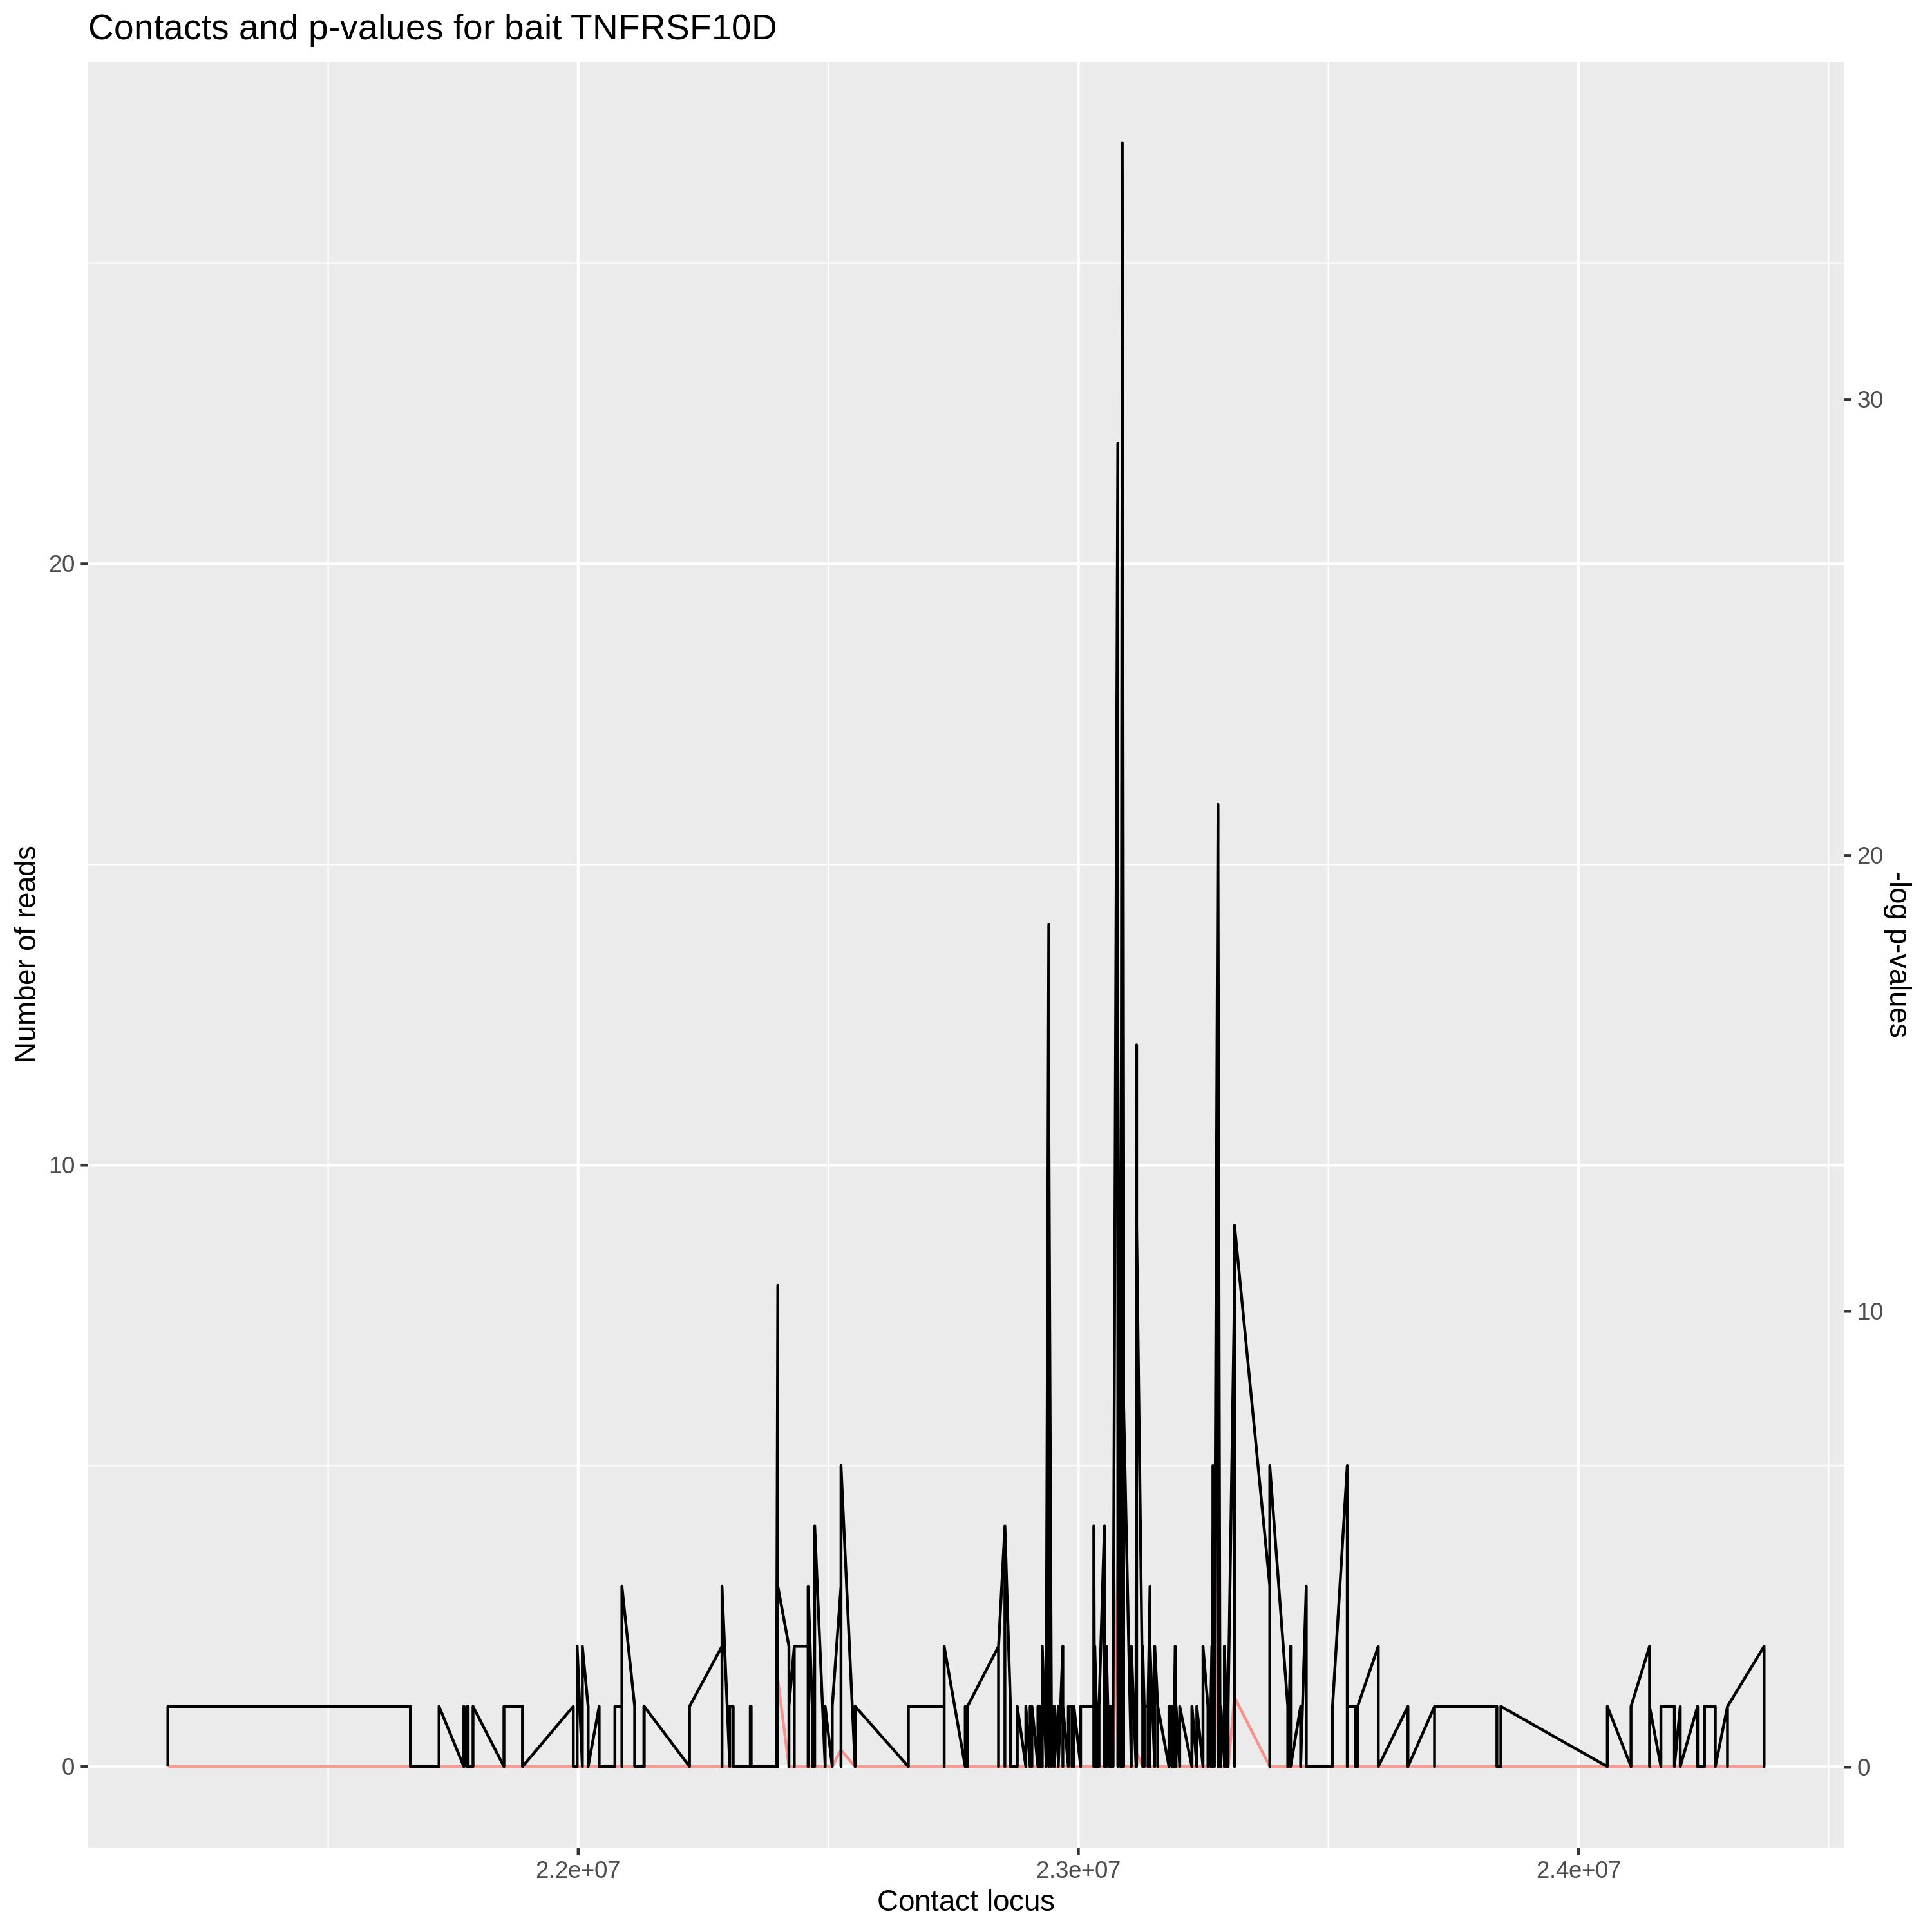 Contacts and p-values for bait TNFRSF10D
Number of reads
20
10
0
30
20
10
0
-log p-values
2.2e+07
2.3e+07
2.4e+07
Contact locus